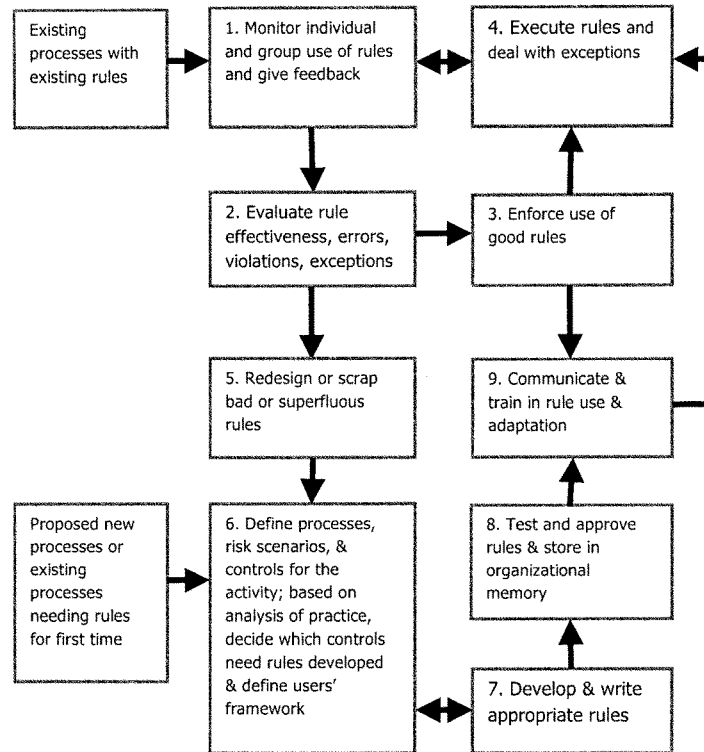 Existing
processes with
existing rules
1. Monitor individual
and group use of rules
and give feedback
4. Execute rules and
deal with exceptions
2. Evaluate rule
effectiveness, errors,
violations, exceptions
3. Enforce use of
good rules
5. Redesign or scrap
bad or superfluous
rules
9. Communicate &
train in rule use &
adaptation
Proposed new
processes or
existing
processes
needing rules
for first time
6. Define processes,
risk scenarios, &
controls for the
activity; based on
analysis of practice,
decide which controls
need rules developed
& define users'
framework
8. Test and approve
rules & store in
organizational
memory
7. Develop & write
appropriate rules